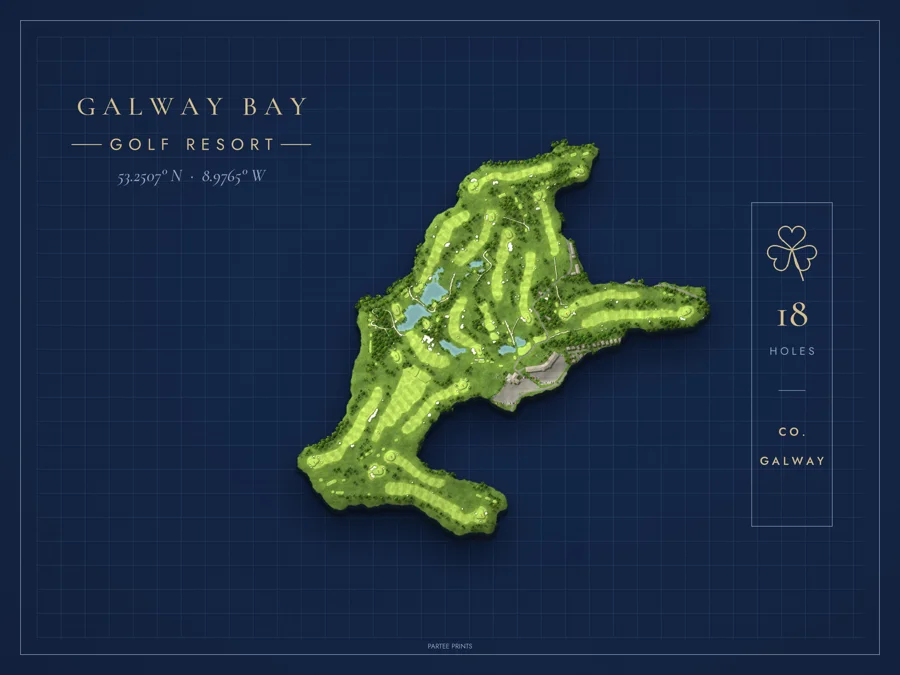 GALWAY BAY
GOLF RESORT
53.2507° N · 8.9765° W
18
HOLES
CO.
GALWAY
PARTEE PRINTS